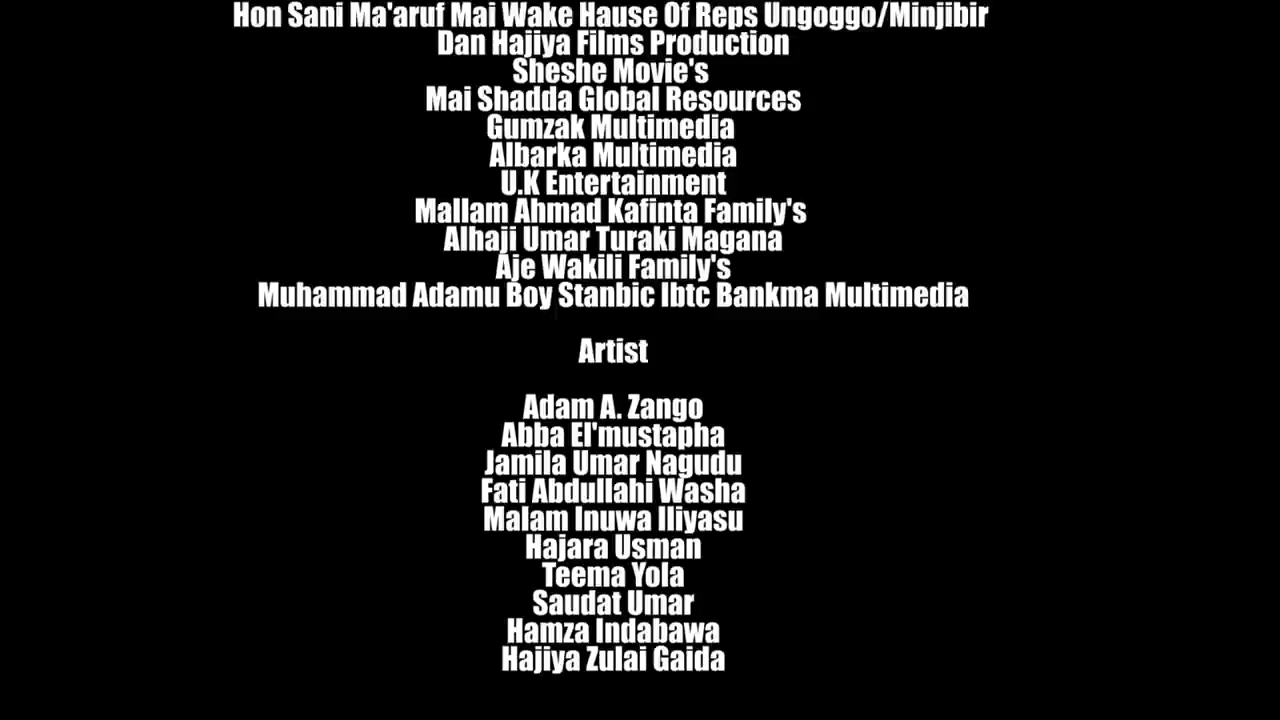 Hon Sani Ma'aruf Mai Wake Hause Of Reps Ungoggo/Minjibir
Dan Hajiya Films Production
Sheshe Movie's
Mai Shadda Global Resources
Gumzak Multimedia
Albarka Multimedia
U.K Entertainment
Mallam Ahmad Kafinta Family's
Alhaji Umar Turaki Magana
Aje Wakili Family's
Muhammad Adamu Boy Stanbic Ibtc Bankma Multimedia
Artist
Adam A. Zango
Abba El'mustapha
Jamila Umar Nagudu
Fati Abdullahi Washa
Malam Inuwa Iliyasu
Hajara Usman
Teema Yola
Saudat Umar
Hamza Indabawa
Hajiya Zulai Gaida